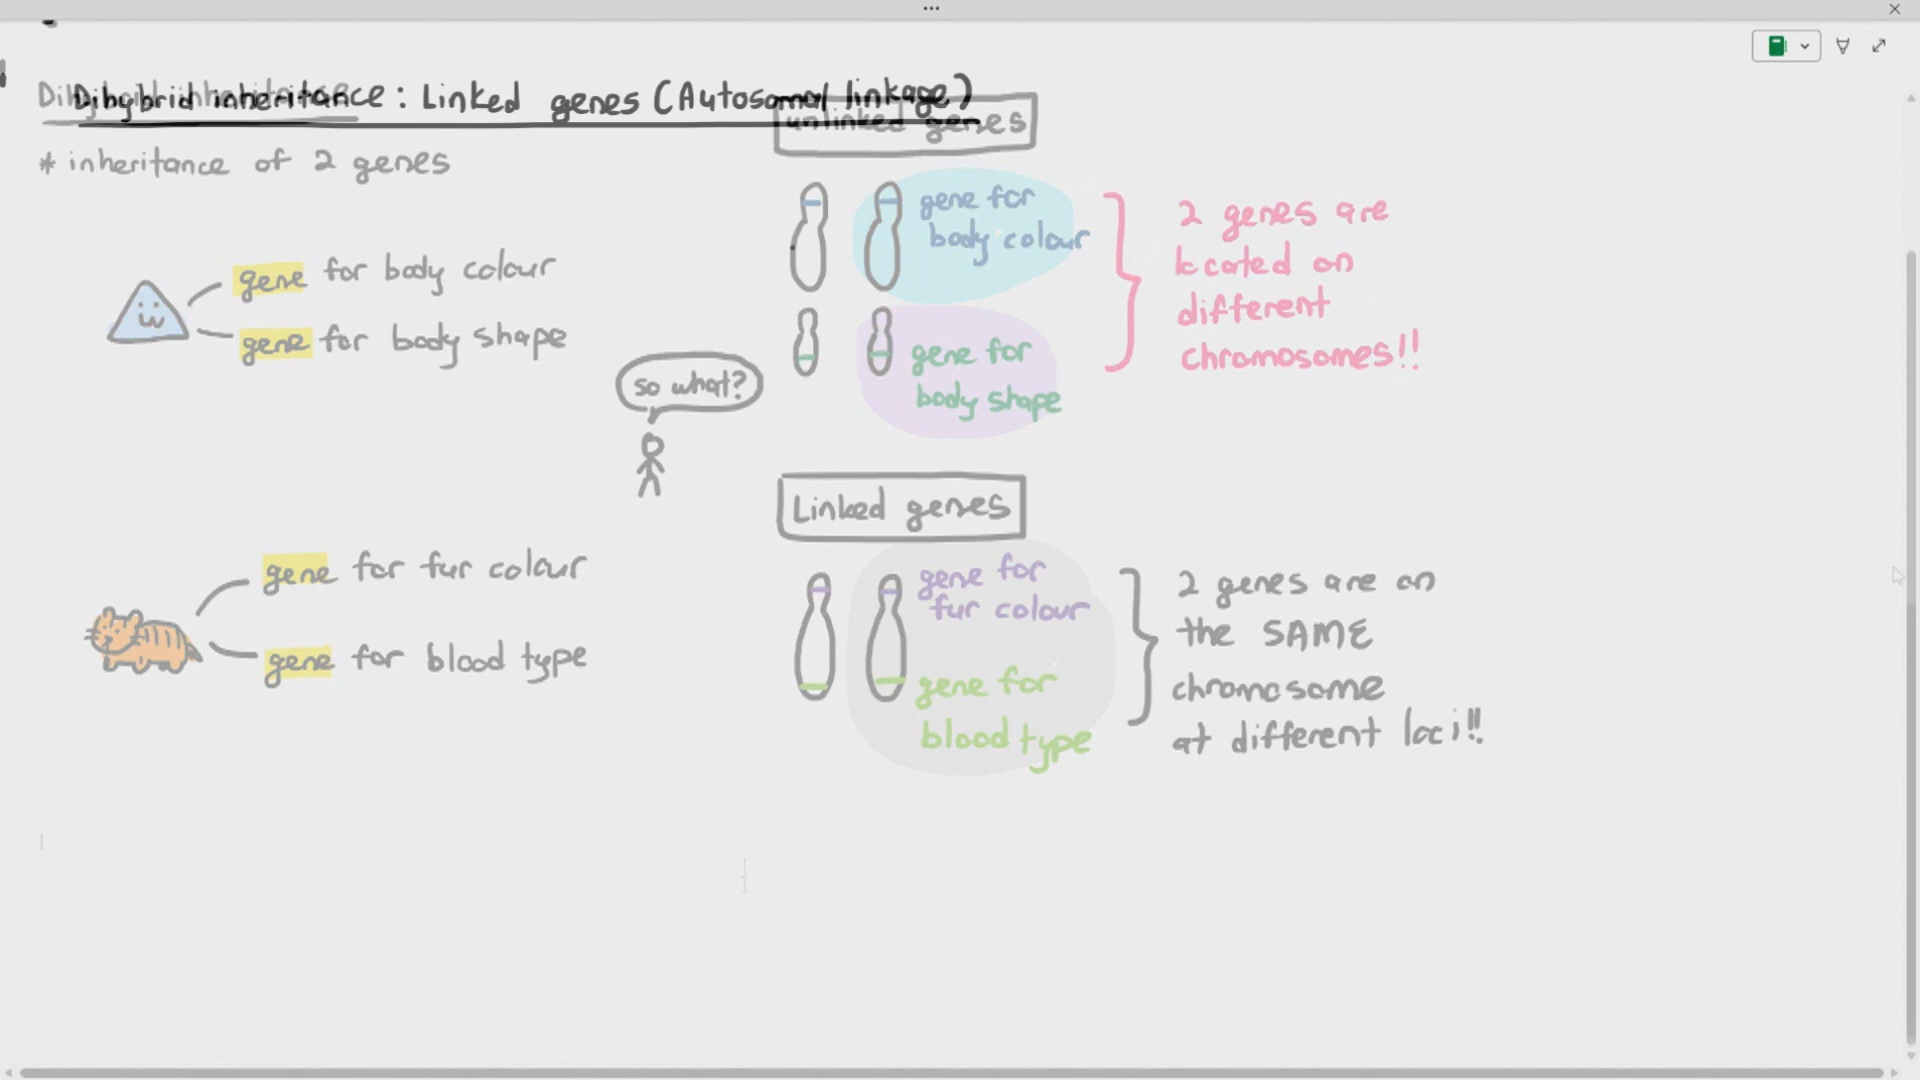 Dihybrid inheritance : Linked genes (Autosomal linkage)
Dihybrid inheritance
* inheritance of 2 genes
gene for body colour
gene for body shape
so what?
gene for fur colour
gene for blood type
unlinked genes
gene for
body colour
gene for
body shape
2 genes are
located on
different
chromosomes!!
Linked genes
gene for
fur colour
gene for
blood type
2 genes are on
the SAME
chromosome
at different loci!!